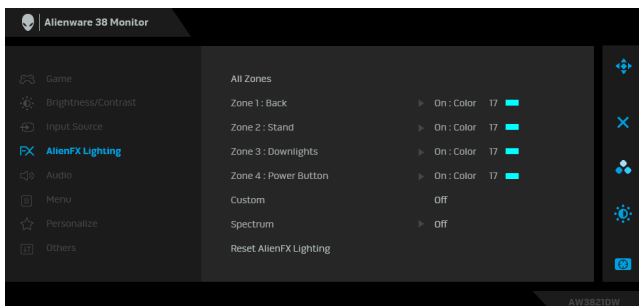 Alienware 38 Monitor
Game
Brightness/Contrast
Input Source
FX AlienFX Lighting
Audio
Menu
Personalize
Others
All Zones
Zone 1 : Back On : Color 17
Zone 2 : Stand On : Color 17
Zone 3 : Downlights On : Color 17
Zone 4 : Power Button On : Color 17
Custom Off
Spectrum Off
Reset AlienFX Lighting
AW3821DW